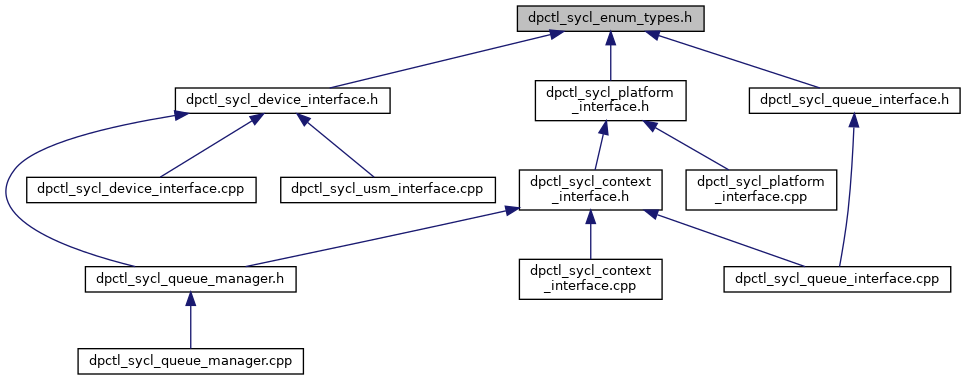 dpctl_sycl_enum_types.h
dpctl_sycl_device_interface.h
dpctl_sycl_platform
_interface.h
dpctl_sycl_queue_interface.h
dpctl_sycl_device_interface.cpp
dpctl_sycl_usm_interface.cpp
dpctl_sycl_context
_interface.h
dpctl_sycl_platform
_interface.cpp
dpctl_sycl_queue_manager.h
dpctl_sycl_context
_interface.cpp
dpctl_sycl_queue_interface.cpp
dpctl_sycl_queue_manager.cpp